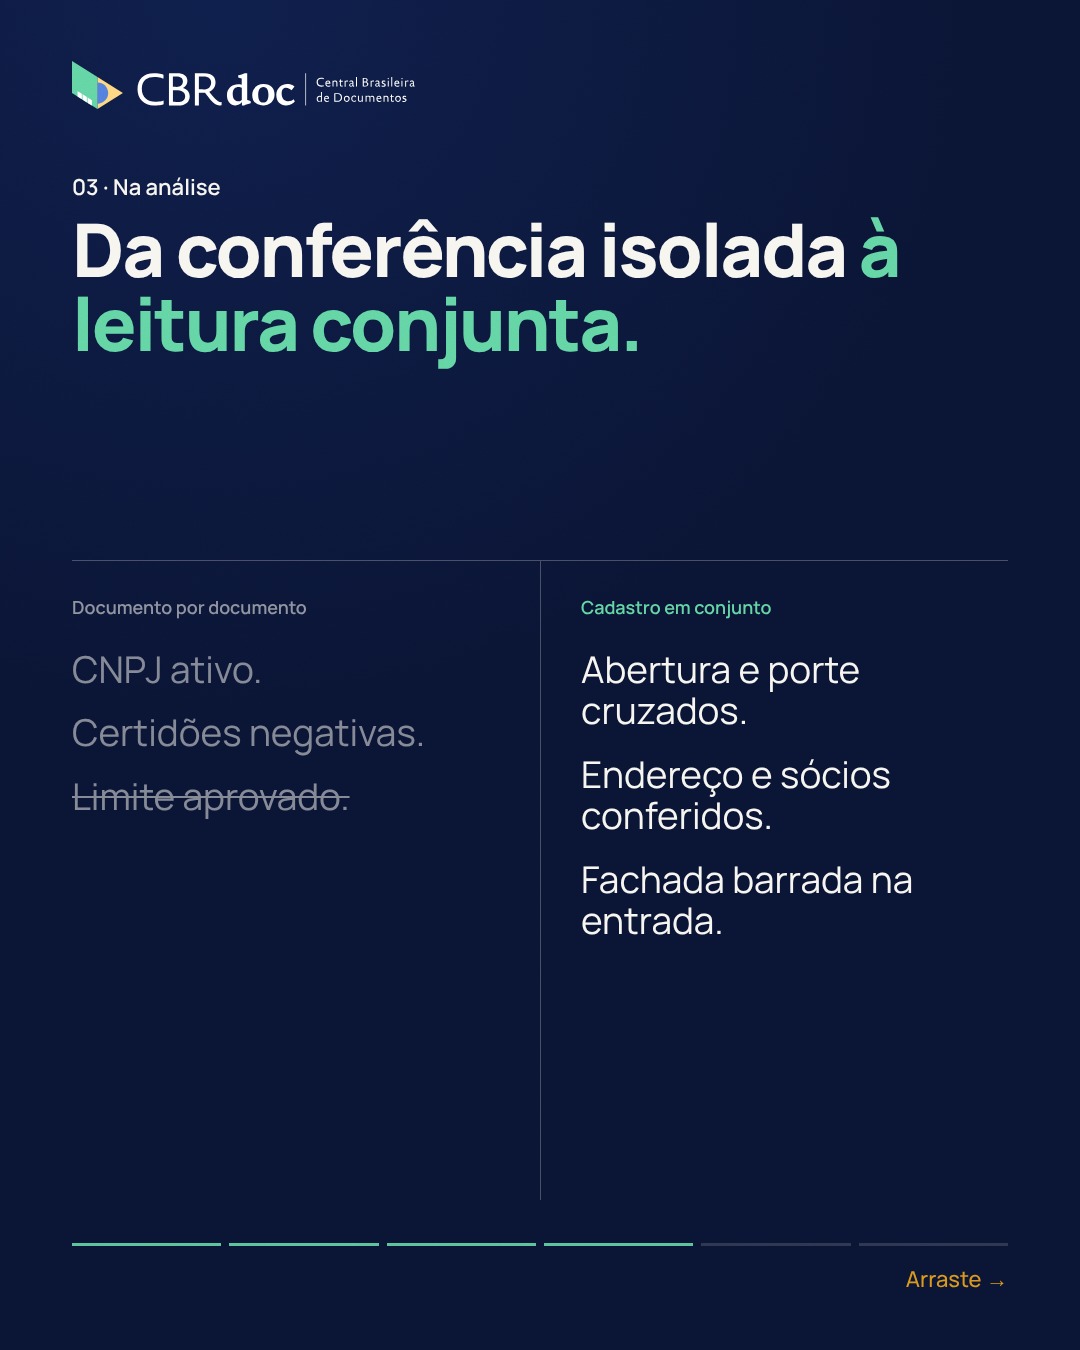 CBRdoc
Central Brasileira
de Documentos
03 · Na análise
Da conferência isolada à
leitura conjunta.
Documento por documento
CNPJ ativo.
Certidões negativas.
Limite aprovado.
Cadastro em conjunto
Abertura e porte
cruzados.
Endereço e sócios
conferidos.
Fachada barrada na
entrada.
Arraste →